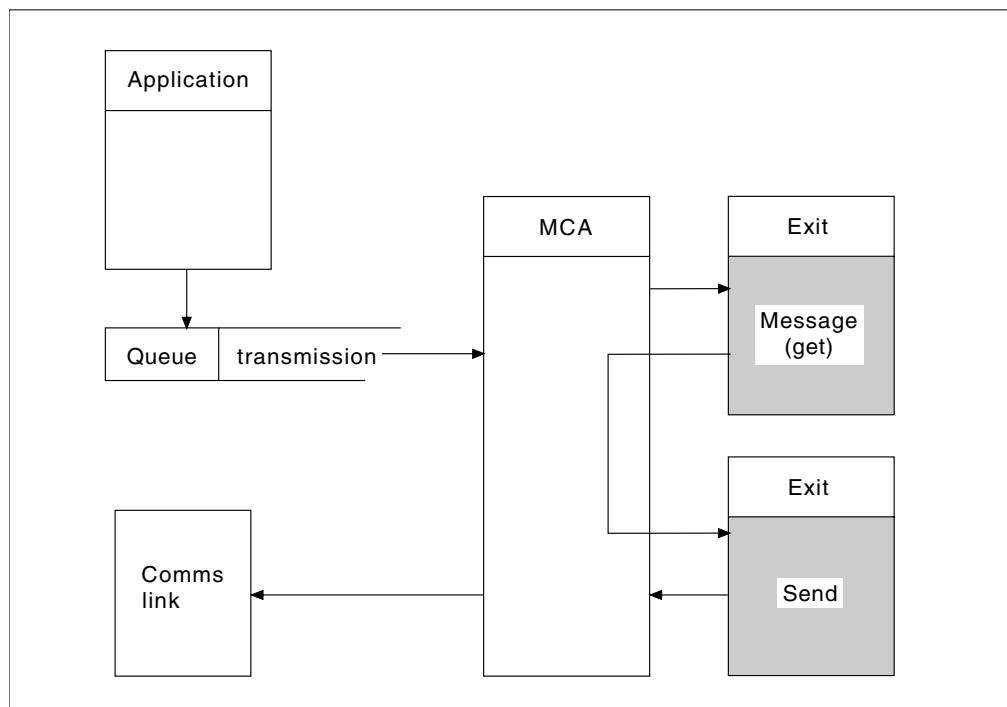 Application
MCA
Exit
Message
(get)
Queue
transmission
Exit
Comms
link
Send